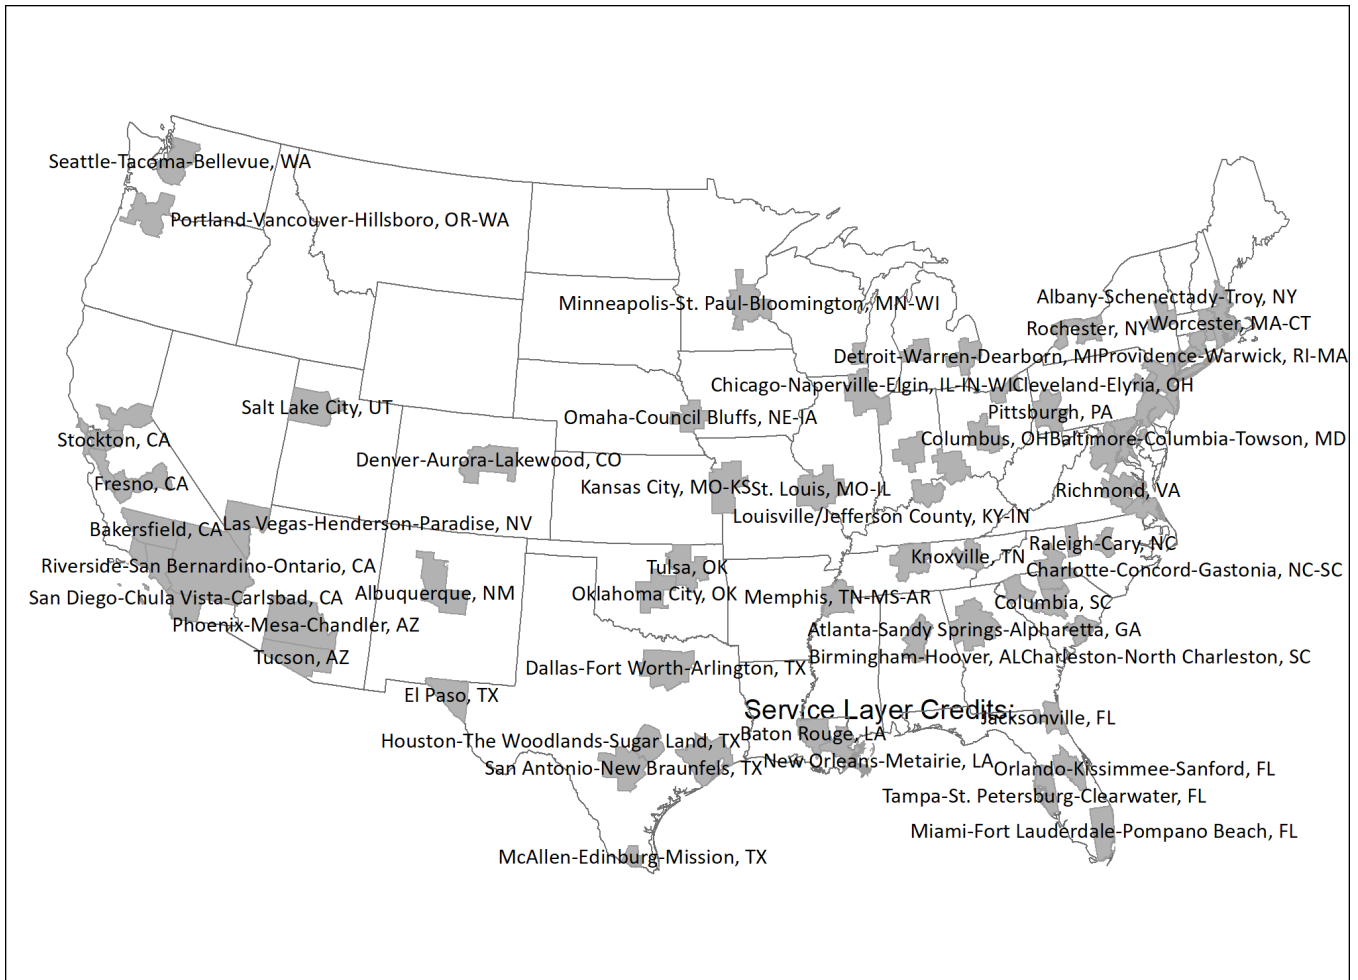 Seattle-Tacoma-Bellevue, WA
Portland-Vancouver-Hillsboro, OR-WA
Minneapolis-St. Paul-Bloomington, MN-WI
Albany-Schenectady-Troy, NY
Rochester, NY
Worcester, MA-CT
Detroit-Warren-Dearborn, MI
Providence-Warwick, RI-MA
Chicago-Naperville-Elgin, IL-IN-WI
Cleveland-Elyria, OH
Salt Lake City, UT
Omaha-Council Bluffs, NE-IA
Pittsburgh, PA
Stockton, CA
Columbus, OH
Baltimore-Columbia-Towson, MD
Denver-Aurora-Lakewood, CO
Fresno, CA
Kansas City, MO-KS
St. Louis, MO-IL
Richmond, VA
Bakersfield, CA
Las Vegas-Henderson-Paradise, NV
Louisville/Jefferson County, KY-IN
Raleigh-Cary, NC
Knoxville, TN
Riverside-San Bernardino-Ontario, CA
Tulsa, OK
Charlotte-Concord-Gastonia, NC-SC
San Diego-Chula Vista-Carlsbad, CA
Albuquerque, NM
Oklahoma City, OK
Memphis, TN-MS-AR
Columbia, SC
Phoenix-Mesa-Chandler, AZ
Atlanta-Sandy Springs-Alpharetta, GA
Tucson, AZ
Birmingham-Hoover, AL
Charleston-North Charleston, SC
Dallas-Fort Worth-Arlington, TX
El Paso, TX
Service Layer Credits:
Jacksonville, FL
Houston-The Woodlands-Sugar Land, TX
Baton Rouge, LA
San Antonio-New Braunfels, TX
New Orleans-Metairie, LA
Orlando-Kissimmee-Sanford, FL
Tampa-St. Petersburg-Clearwater, FL
Miami-Fort Lauderdale-Pompano Beach, FL
McAllen-Edinburg-Mission, TX